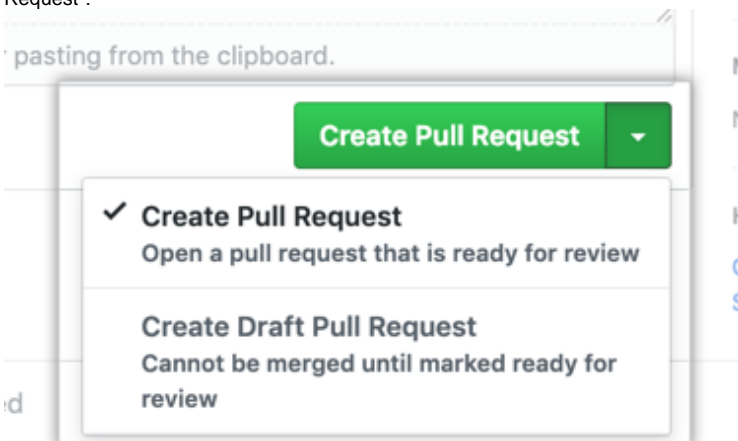 Request".
pasting from the clipboard.
Create Pull Request
Create Pull Request
Open a pull request that is ready for review
Create Draft Pull Request
Cannot be merged until marked ready for
review